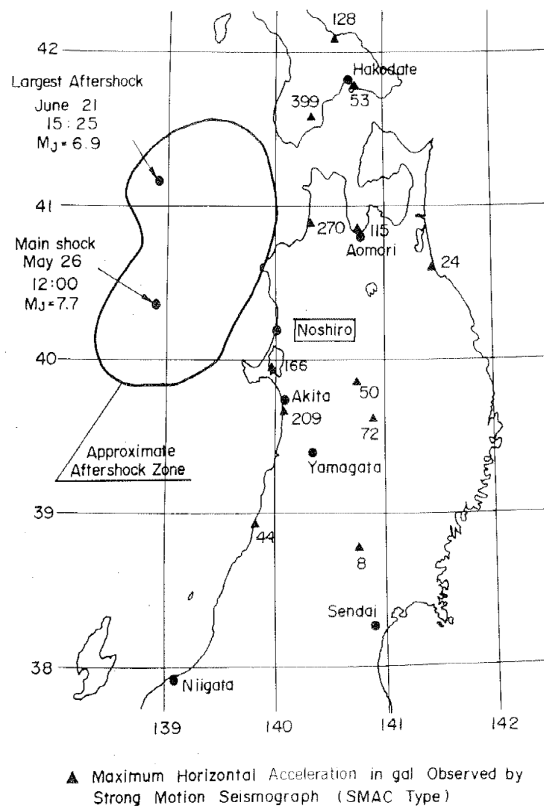 128
42
Largest Aftershock
Hakodate
June 21
15:25
399
53
MJ=6.9
41
270
115
Aomori
Main shock
May 26
24
12:00
MJ=7.7
Noshiro
40
166
Akita
50
209
72
Approximate
Aftershock Zone
Yamagata
39
44
8
Sendai
38
Niigata
139
140
141
142
▲ Maximum Horizontal Acceleration in gal Observed by
Strong Motion Seismograph (SMAC Type)